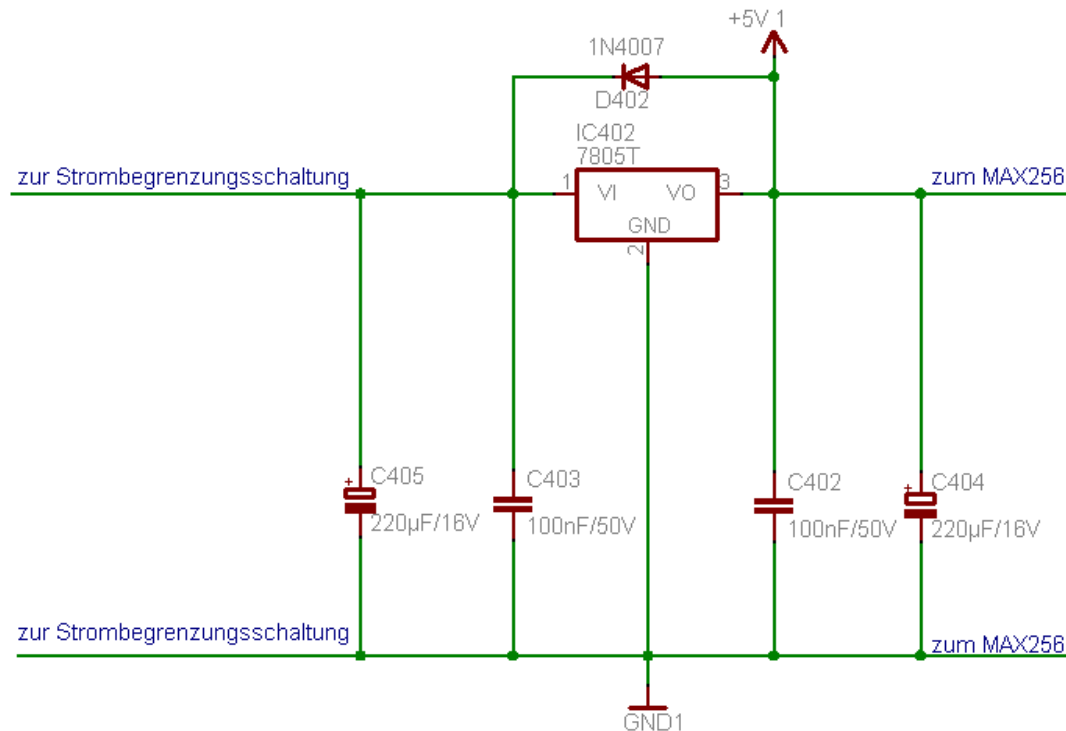 +5V 1
1N4007
D402
IC402
7805T
zur Strombegrenzungsschaltung
1
VI
VO
3
zum MAX256
GND
2
C405
220µF/16V
C403
100nF/50V
C402
100nF/50V
C404
220µF/16V
+
+
zur Strombegrenzungsschaltung
zum MAX256
GND1